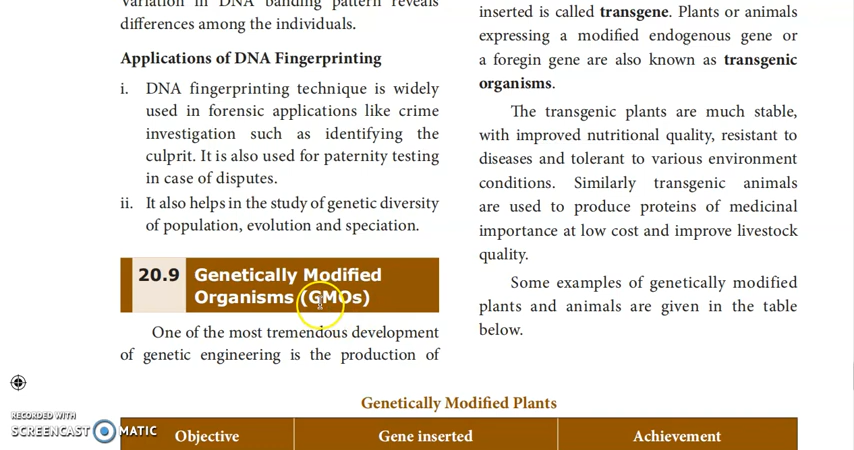 Variation in DNA banding pattern reveals
differences among the individuals.
Applications of DNA Fingerprinting
i. DNA fingerprinting technique is widely
used in forensic applications like crime
investigation such as identifying the
culprit. It is also used for paternity testing
in case of disputes.
ii. It also helps in the study of genetic diversity
of population, evolution and speciation.
20.9 Genetically Modified
Organisms (GMOs)
One of the most tremendous development
of genetic engineering is the production of
inserted is called transgene. Plants or animals
expressing a modified endogenous gene or
a foregin gene are also known as transgenic
organisms.
The transgenic plants are much stable,
with improved nutritional quality, resistant to
diseases and tolerant to various environment
conditions. Similarly transgenic animals
are used to produce proteins of medicinal
importance at low cost and improve livestock
quality.
Some examples of genetically modified
plants and animals are given in the table
below.
Genetically Modified Plants
Objective Gene inserted Achievement
RECORDED WITH
SCREENCAST MATIC